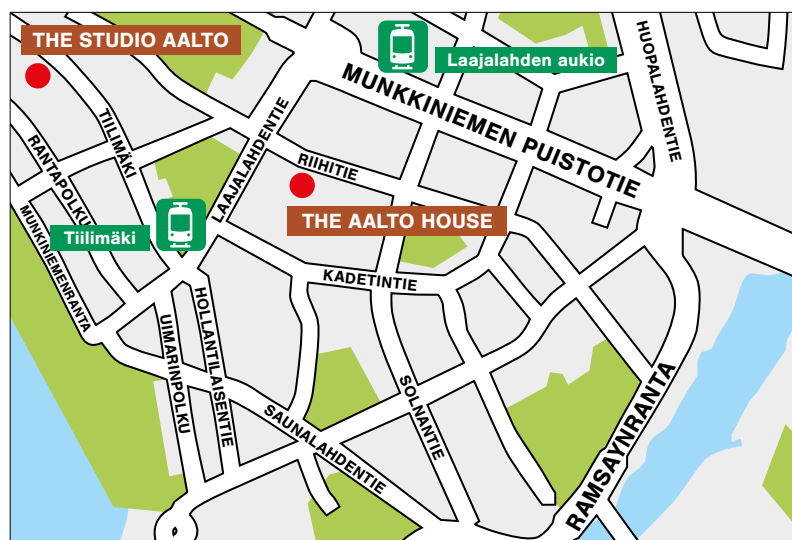 THE STUDIO AALTO
Laajalahden aukio
HUOPALAHDENTIE
MUNKKINIEMEN PUISTOTIE
TIILIMÄKI
LAAJALAHDENTIE
RIIHITIE
RANTAPOLKU
THE AALTO HOUSE
MUNKINIEMENRANTA
Tiilimäki
KADETINTIE
HOLLANTILAISENTIE
UIMARINPOLKU
SOLNANTIE
SAUNALAHDENTIE
RAMSAYNRANTA